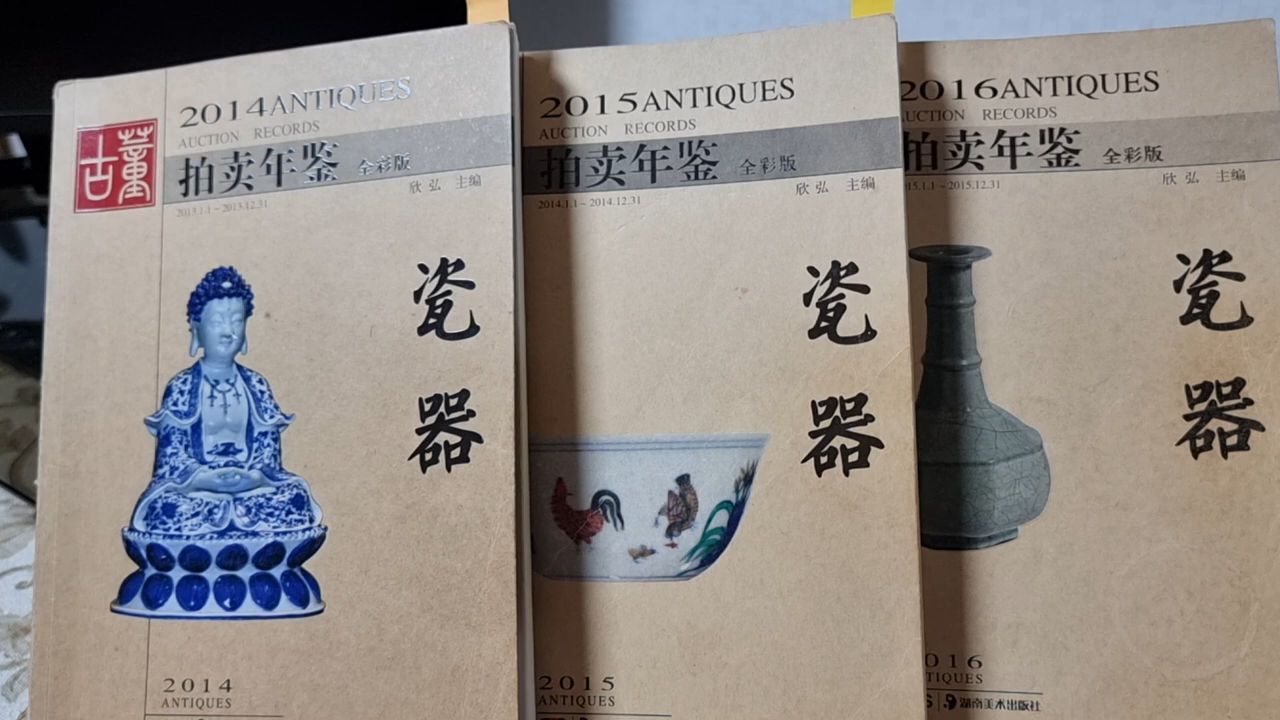 古董
2014ANTIQUES
AUCTION RECORDS
拍卖年鉴 全彩版
欣弘 主编
2013.1.1~2013.12.31
瓷器
2014
ANTIQUES
2015ANTIQUES
AUCTION RECORDS
拍卖年鉴 全彩版
欣弘 主编
2014.1.1~2014.12.31
瓷器
2015
ANTIQUES
2016ANTIQUES
AUCTION RECORDS
拍卖年鉴 全彩版
欣弘 主编
15.1.1~2015.12.31
瓷器
016
TIQUES
湖南美术出版社